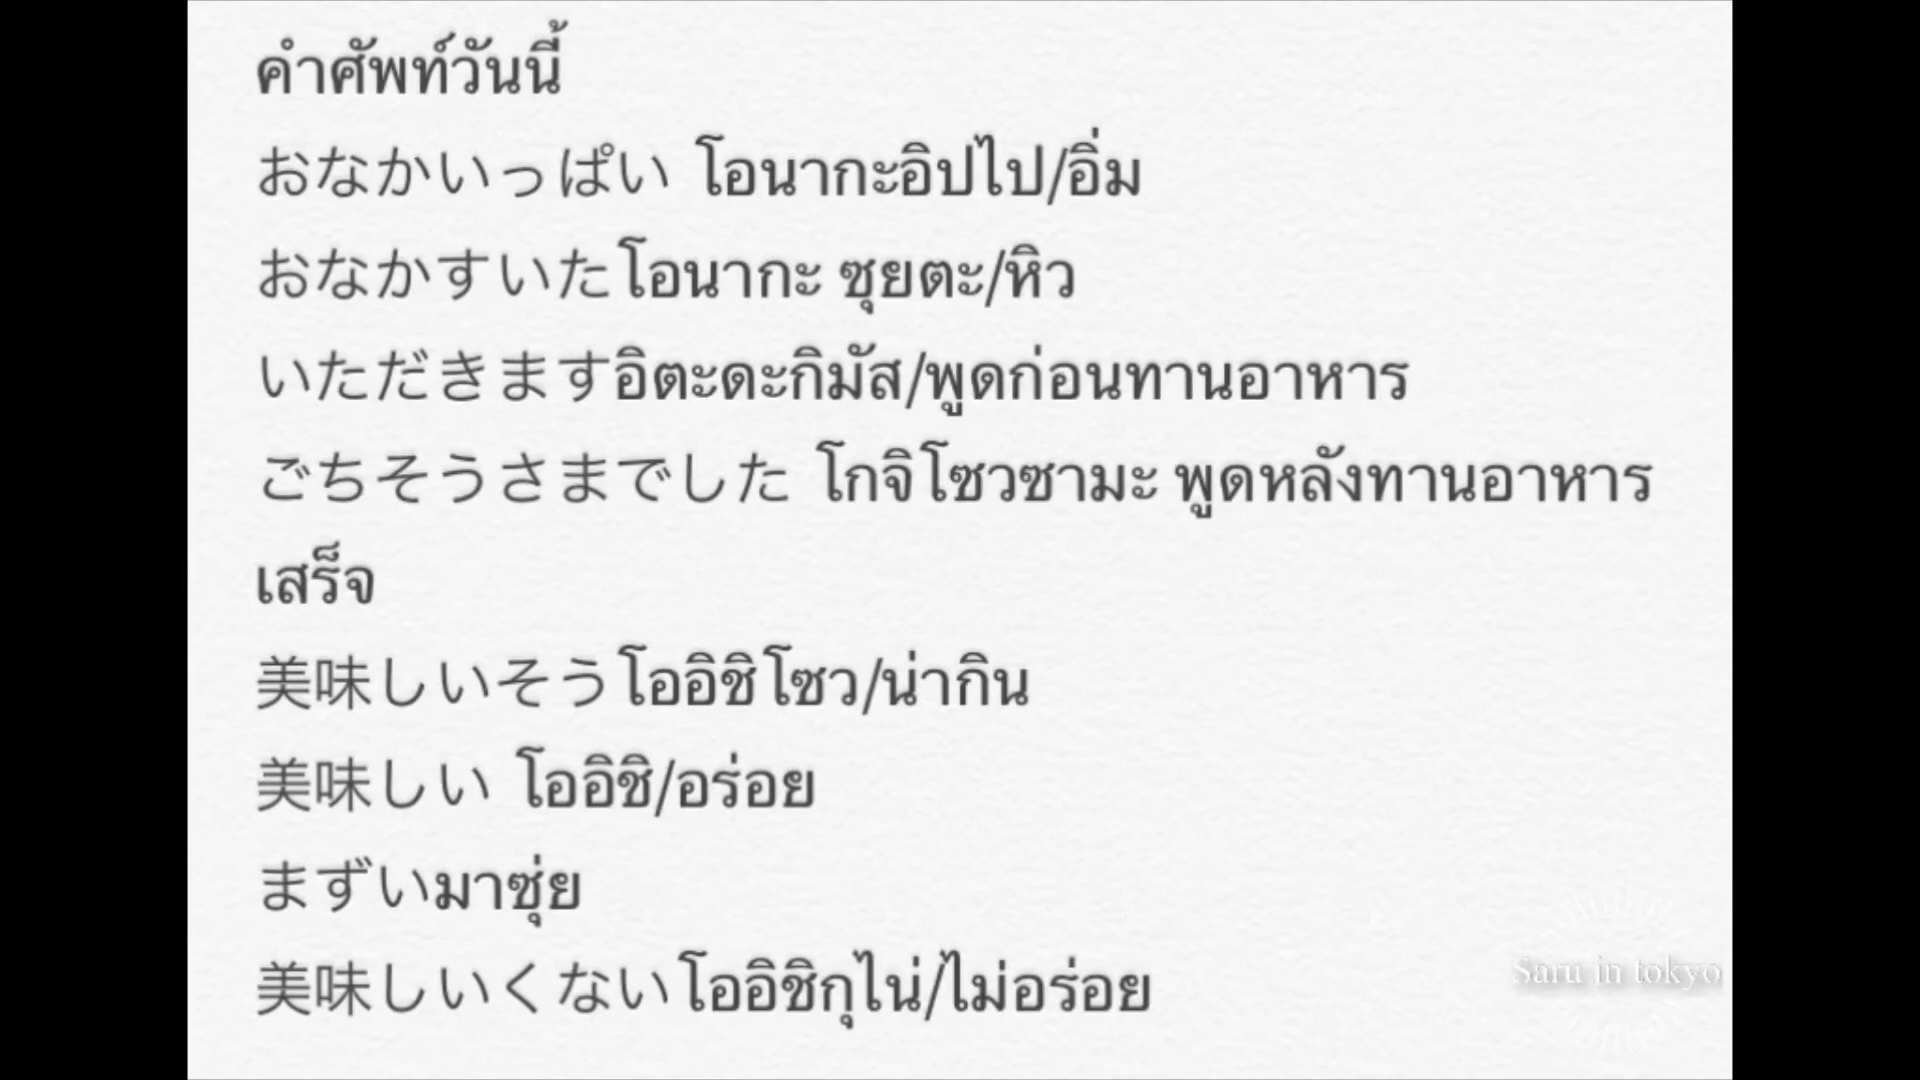 คำศัพท์วันนี้
おなかいっぱい โอนากะอิปไป/อิ่ม
おなかすいたโอนากะ ซุยตะ/หิว
いただきますอิตะดะกิมัส/พูดก่อนทานอาหาร
ごちそうさまでした โกจิโซวซามะ พูดหลังทานอาหาร
เสร็จ
美味しいそうโออิชิโซว/น่ากิน
美味しい โออิชิ/อร่อย
まずいมาซุ่ย
美味しいくないโออิชิกุไน่/ไม่อร่อย
Saru in tokyo